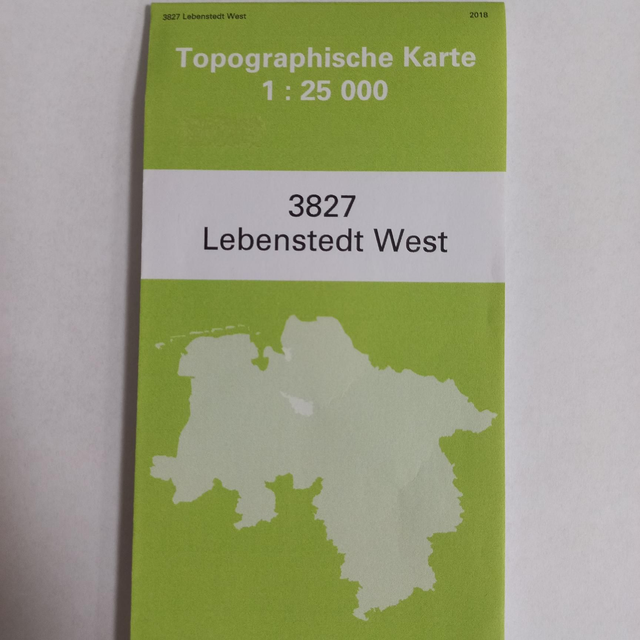 3827 Lebenstedt West 2018
Topographische Karte
1 : 25 000
3827
Lebenstedt West